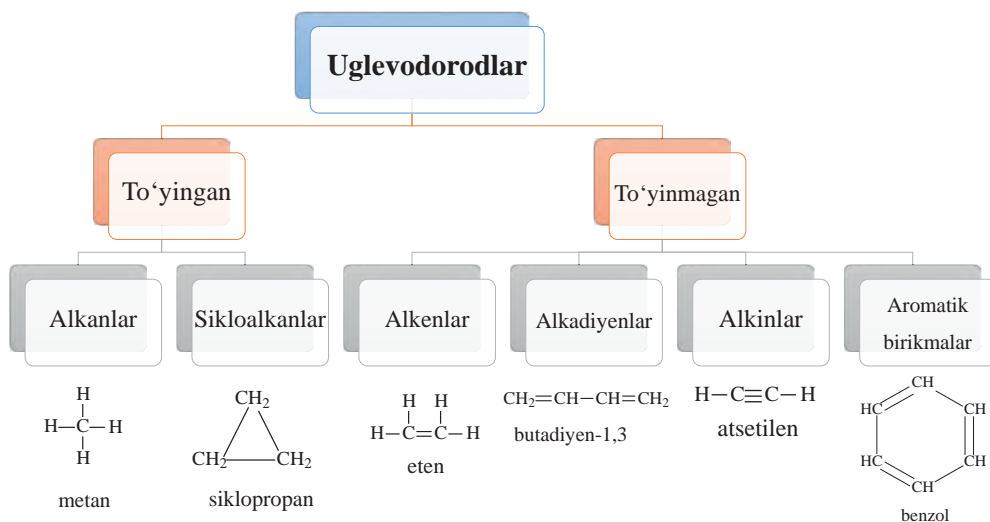 Uglevodorodlar
To‘yingan
To‘yinmagan
Alkanlar
Sikloalkanlar
Alkenlar
Alkadiyenlar
Alkinlar
Aromatik
birikmalar
H
H–C–H
H
metan
CH₂
CH₂ CH₂
siklopropan
H H
H–C=C–H
eten
CH₂=CH–CH=CH₂
butadiyen-1,3
H–C≡C–H
atsetilen
CH
HC CH
HC CH
CH
benzol